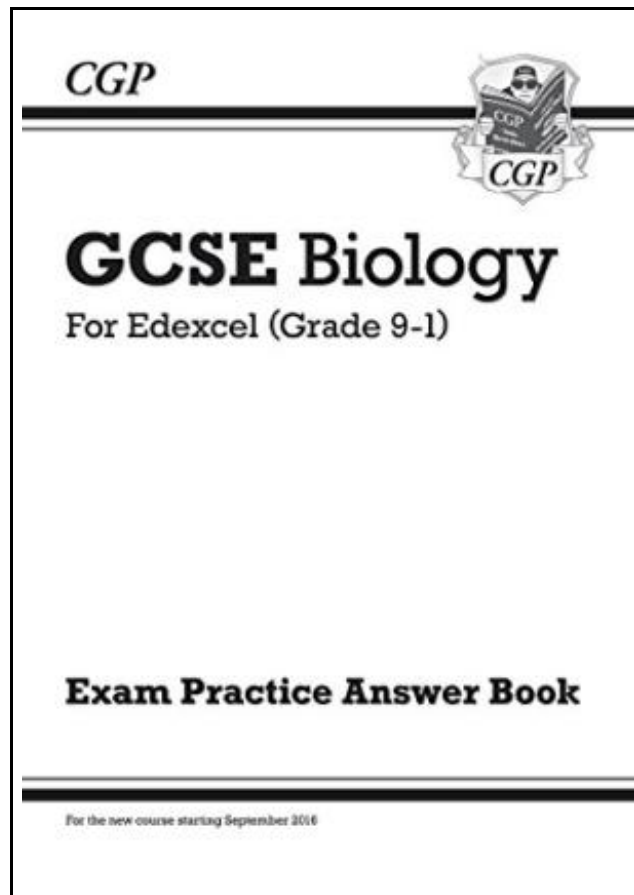 CGP
CGP
CGP
GCSE Biology
For Edexcel (Grade 9-1)
Exam Practice Answer Book
For the new course starting September 2016